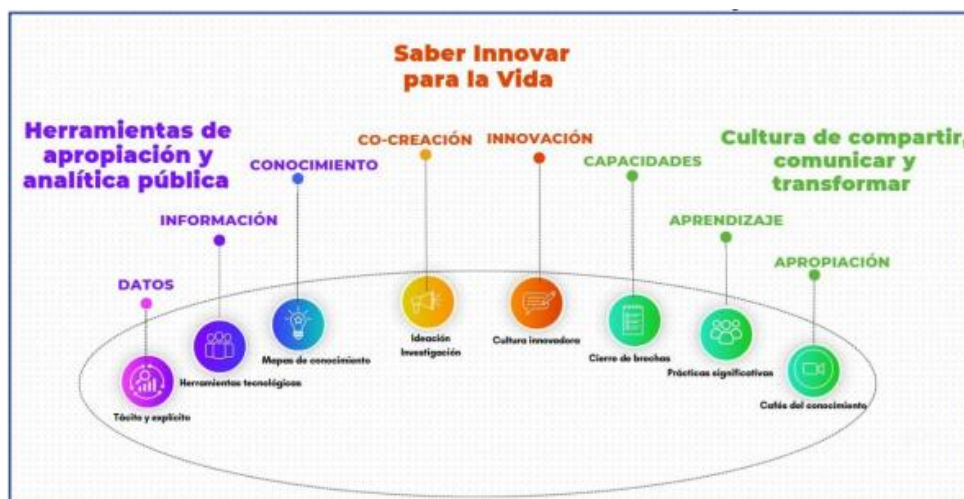 Saber Innovar
para la Vida
Herramientas de
apropiación y
analítica pública
Cultura de compartir,
comunicar y
transformar
DATOS
INFORMACIÓN
CONOCIMIENTO
CO-CREACIÓN
INNOVACIÓN
CAPACIDADES
APRENDIZAJE
APROPIACIÓN
Tácito y explícito
Herramientas tecnológicas
Mapas de conocimiento
Ideación
Investigación
Cultura innovadora
Cierre de brechas
Prácticas significativas
Cafés del conocimiento